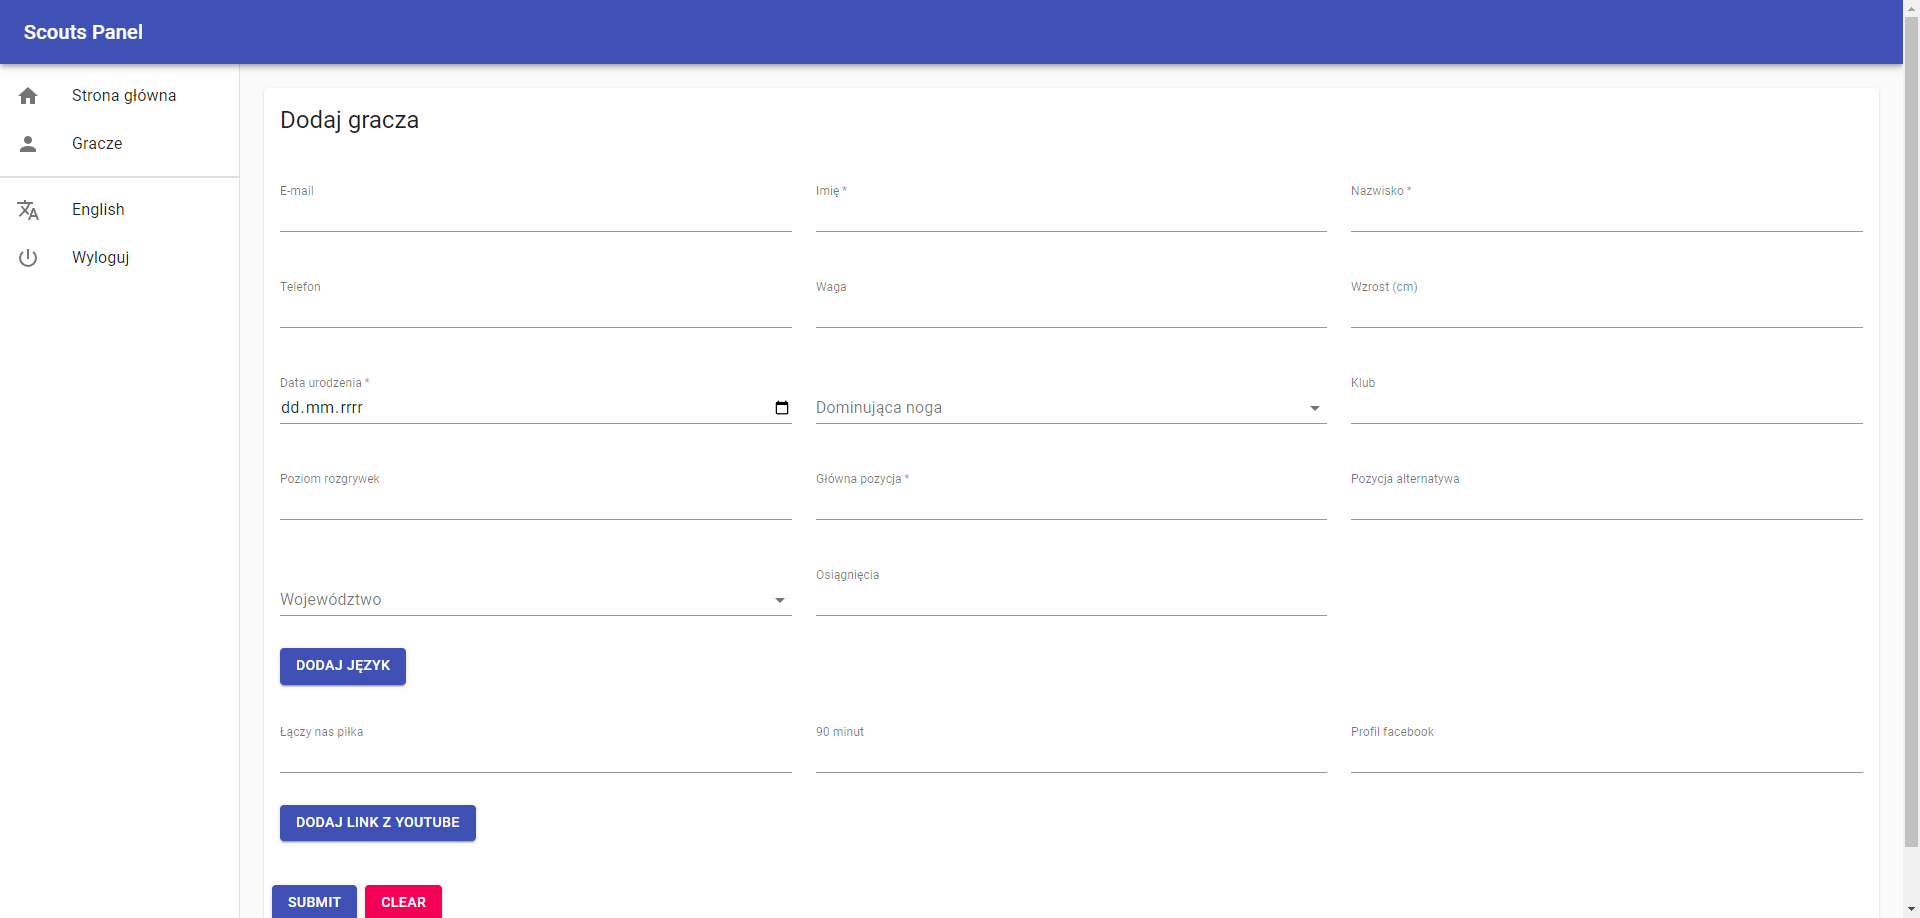 Scouts Panel
Strona główna
Gracze
English
Wyloguj
Dodaj gracza
E-mail
Imię *
Nazwisko *
Telefon
Waga
Wzrost (cm)
Data urodzenia *
dd.mm.rrrr
Dominująca noga
Klub
Poziom rozgrywek
Główna pozycja *
Pozycja alternatywa
Województwo
Osiągnięcia
DODAJ JĘZYK
Łączy nas piłka
90 minut
Profil facebook
DODAJ LINK Z YOUTUBE
SUBMIT
CLEAR